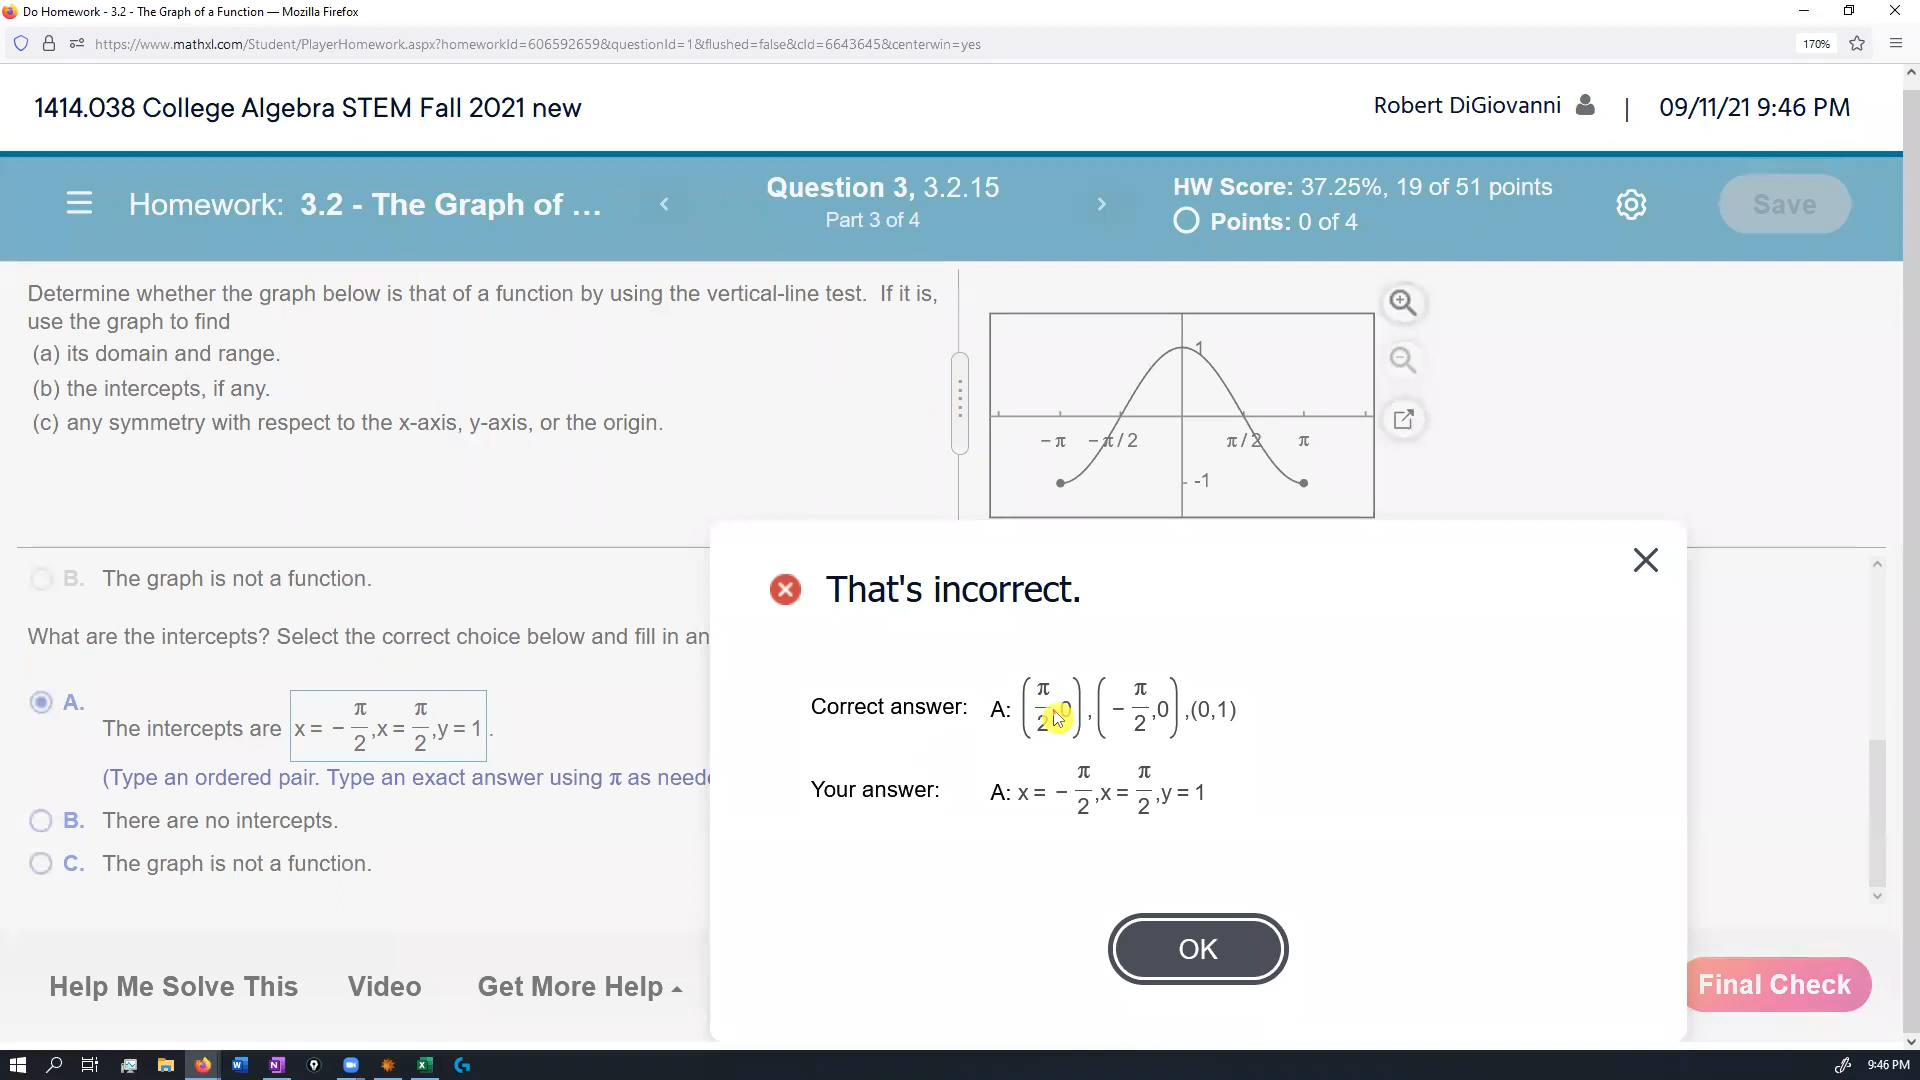 Do Homework - 3.2 - The Graph of a Function — Mozilla Firefox
https://www.mathxl.com/Student/PlayerHomework.aspx?homeworkId=606592659&questionId=1&flushed=false&cId=6643645&centerwin=yes
170%
1414.038 College Algebra STEM Fall 2021 new
Robert DiGiovanni | 09/11/21 9:46 PM
Homework: 3.2 - The Graph of ...
Question 3, 3.2.15
Part 3 of 4
HW Score: 37.25%, 19 of 51 points
Points: 0 of 4
Save
Determine whether the graph below is that of a function by using the vertical-line test. If it is,
use the graph to find
(a) its domain and range.
(b) the intercepts, if any.
(c) any symmetry with respect to the x-axis, y-axis, or the origin.
1
-π -π/2 π/2 π
-1
B. The graph is not a function.
What are the intercepts? Select the correct choice below and fill in an
A. The intercepts are x = -π/2, x = π/2, y = 1.
(Type an ordered pair. Type an exact answer using π as neede
B. There are no intercepts.
C. The graph is not a function.
That's incorrect.
Correct answer: A: (π/2,0), (-π/2,0), (0,1)
Your answer: A: x = -π/2, x = π/2, y = 1
OK
Help Me Solve This
Video
Get More Help
Final Check
9:46 PM